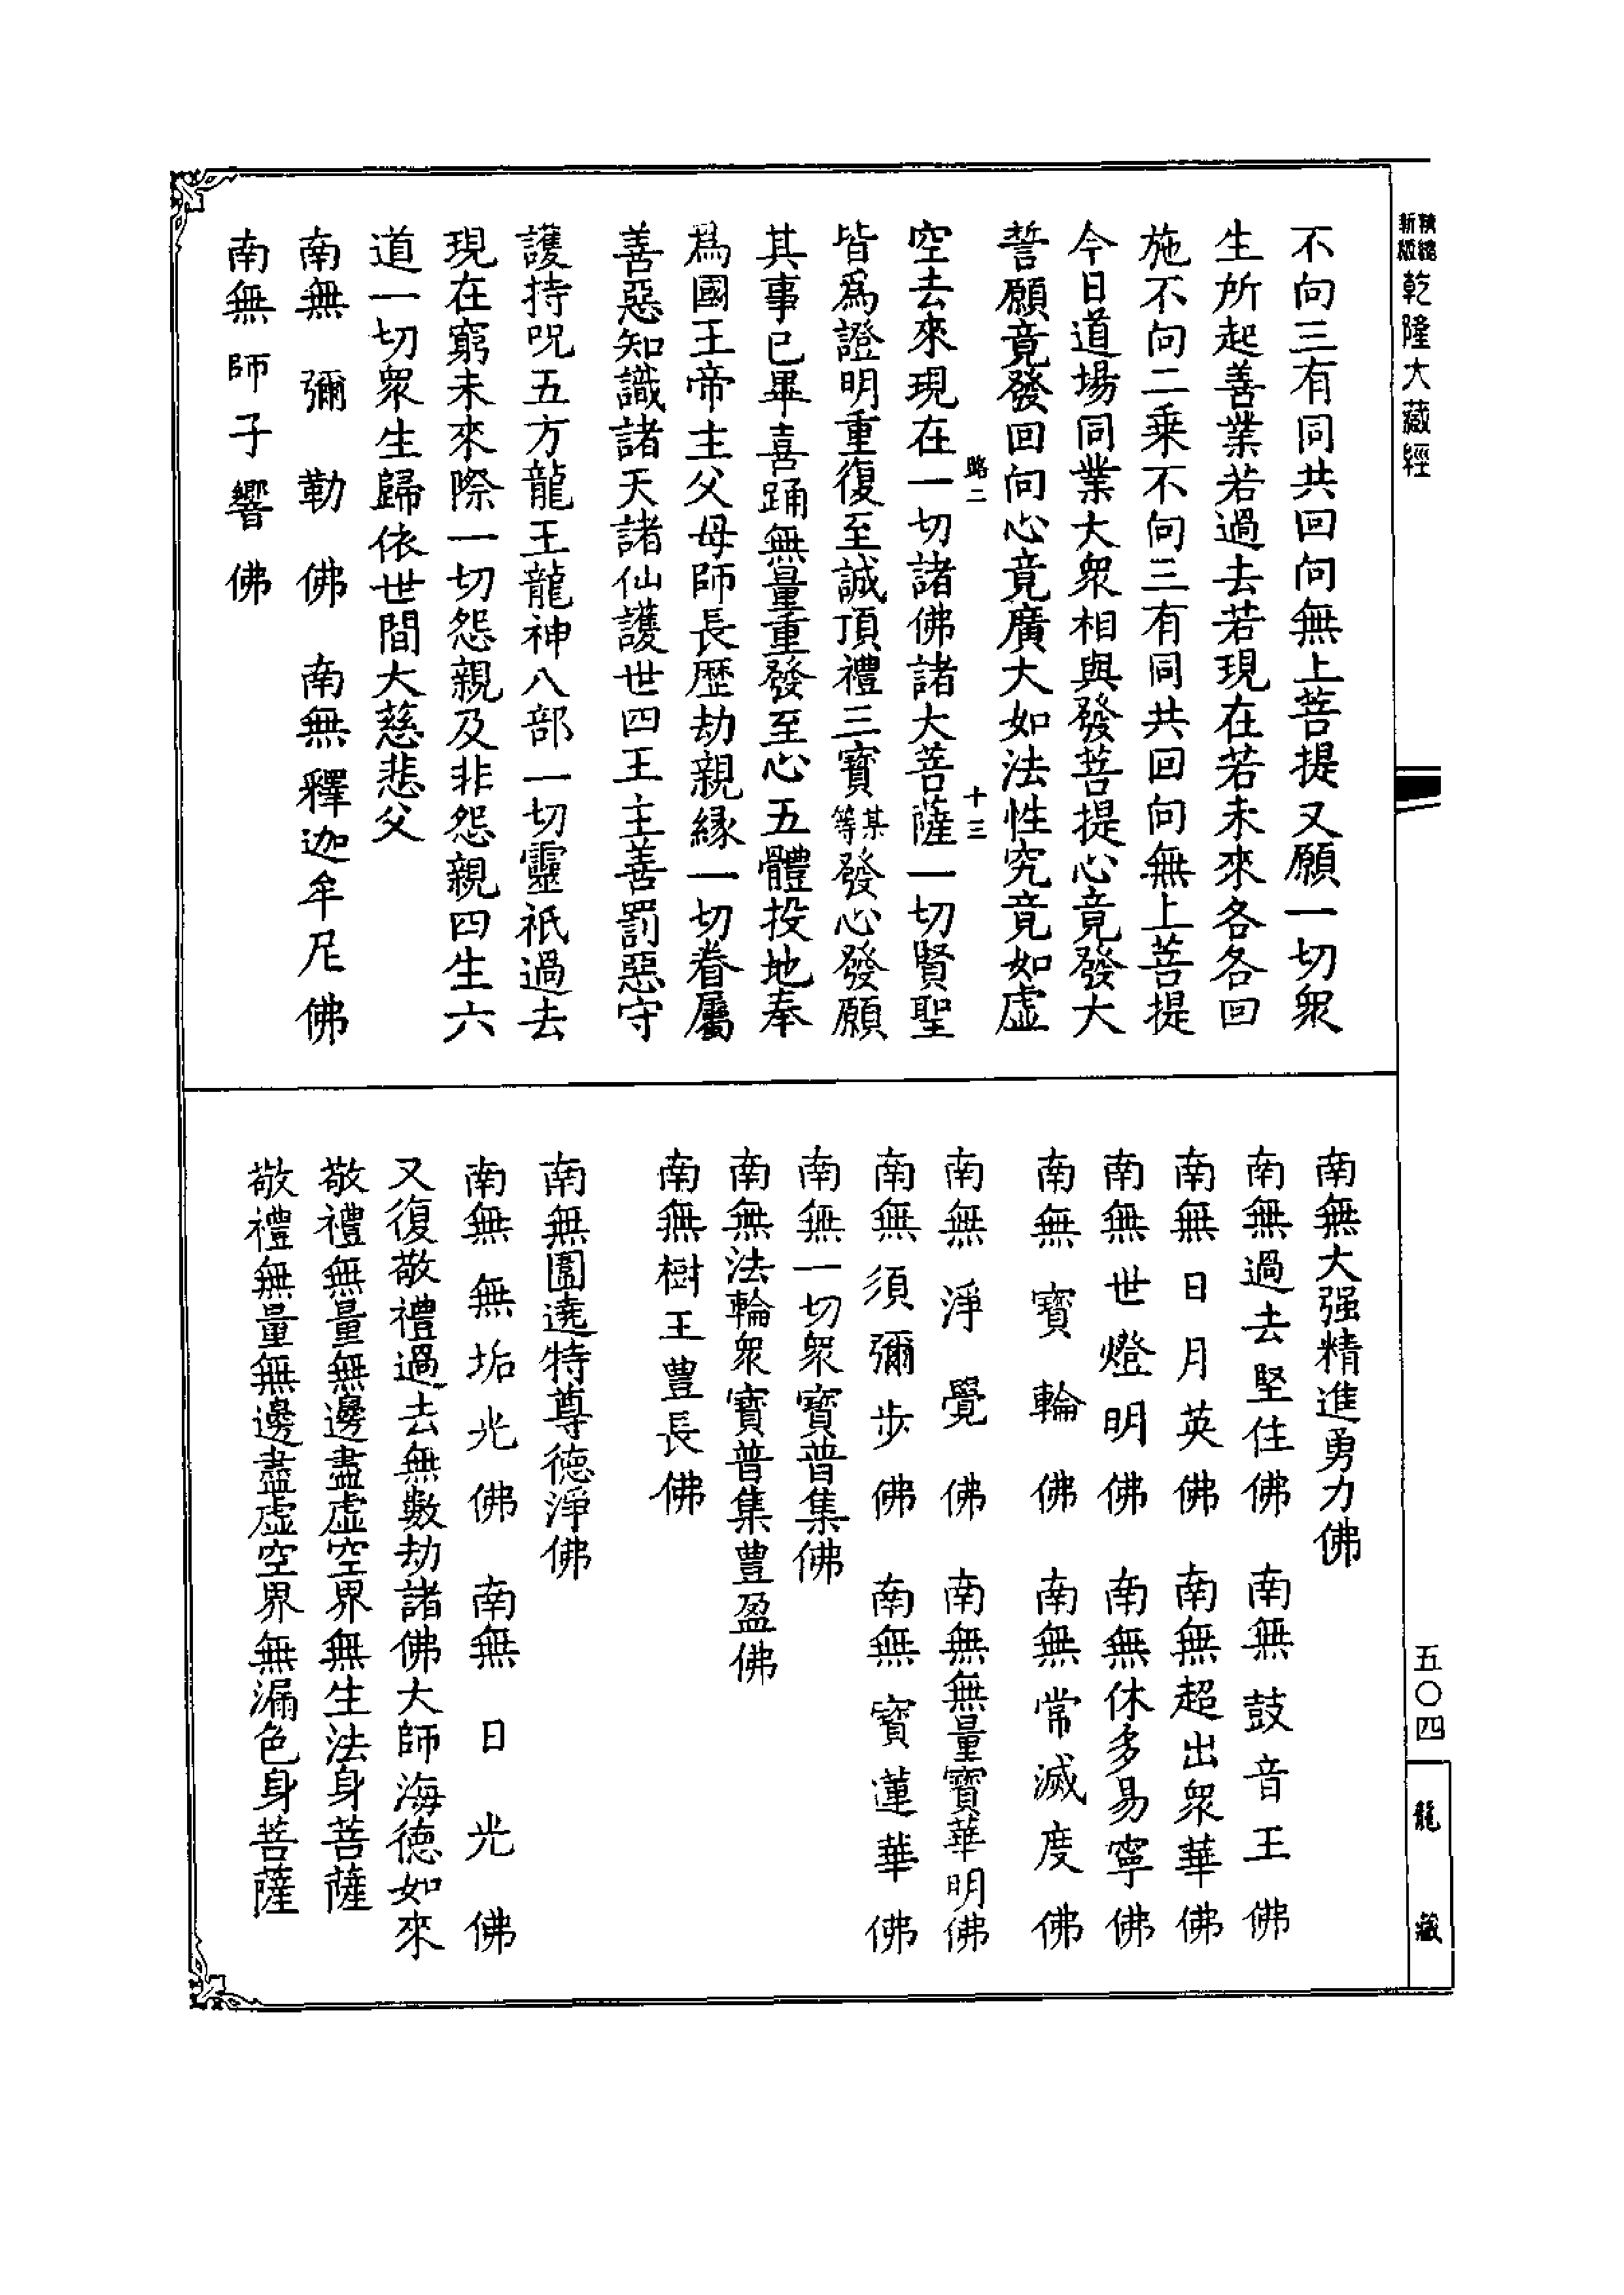 新版精縮乾隆大藏經
不向三有同共回向無上菩提又願一切衆
生所起善業若過去若現在若未來各各回
施不向二乗不向三有同共回向無上菩提
今日道場同業大衆相與發菩提心竟發大
誓願竟發回向心竟廣大如法性究竟如虛
路二 十三
空去來現在一切諸佛諸大菩薩一切賢聖
皆爲證明重復至誠頂禮三寳某等發心發願
其事已畢喜踊無量重發至心五體投地奉
爲國王帝主父母師長歷劫親緣一切眷屬
善惡知識諸天諸仙護世四王主善罰惡守
護持呪五方龍王龍神八部一切靈祇過去
現在窮未來際一切怨親及非怨親四生六
道一切衆生歸依世間大慈悲父
南無彌勒佛 南無釋迦牟尼佛
南無師子響佛
南無大强精進勇力佛
南無過去堅住佛 南無鼓音王佛
南無日月英佛 南無超出衆華佛
南無世燈明佛 南無休多易寧佛
南無寳輪佛 南無常滅度佛
南無淨覺佛 南無無量寳華明佛
南無須彌步佛 南無寳蓮華佛
南無一切衆寳普集佛
南無法輪衆寳普集豐盈佛
南無樹王豐長佛
南無圍遶特尊德淨佛
南無無垢光佛 南無日光佛
又復敬禮過去無數劫諸佛大師海德如來
敬禮無量無邊盡虛空界無生法身菩薩
敬禮無量無邊盡虛空界無漏色身菩薩
五〇四
龍藏